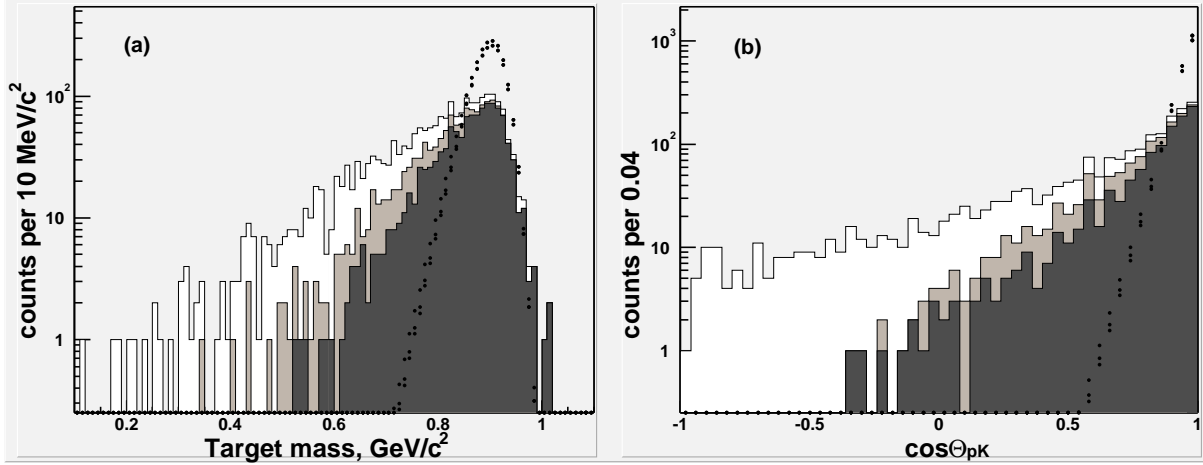 (a)
10²
10
1
counts per 10 MeV/c²
0.2 0.4 0.6 0.8 1
Target mass, GeV/c²
(b)
10³
10²
10
1
counts per 0.04
-1 -0.5 0 0.5 1
cosΘpK